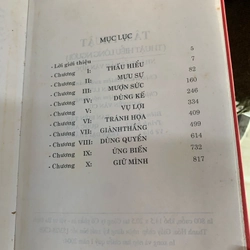 MỤC LỤC
- Lời giới thiệu 5
- Chương I: THẤU HIỂU 7
- Chương II: MƯU SỰ 82
- Chương III: MƯỢN SỨC 160
- Chương IV: DÙNG KẾ 246
- Chương V: VỤ LỢI 334
- Chương VI: TRÁNH HỌA 409
- Chương VII: GIÀNH THẮNG 499
- Chương VIII: DÙNG QUYỀN 614
- Chương IX: ỨNG BIẾN 732
- Chương X: GIỮ MÌNH 817